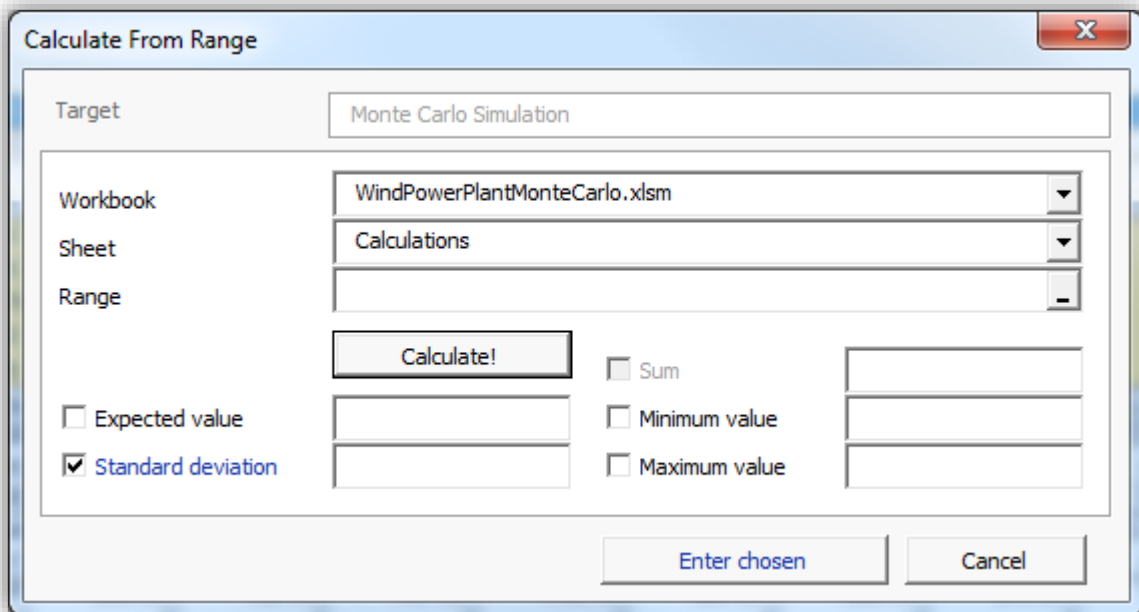 Calculate From Range
Target
Monte Carlo Simulation
Workbook
WindPowerPlantMonteCarlo.xlsm
Sheet
Calculations
Range
Calculate!
Sum
Expected value
Minimum value
Standard deviation
Maximum value
Enter chosen
Cancel